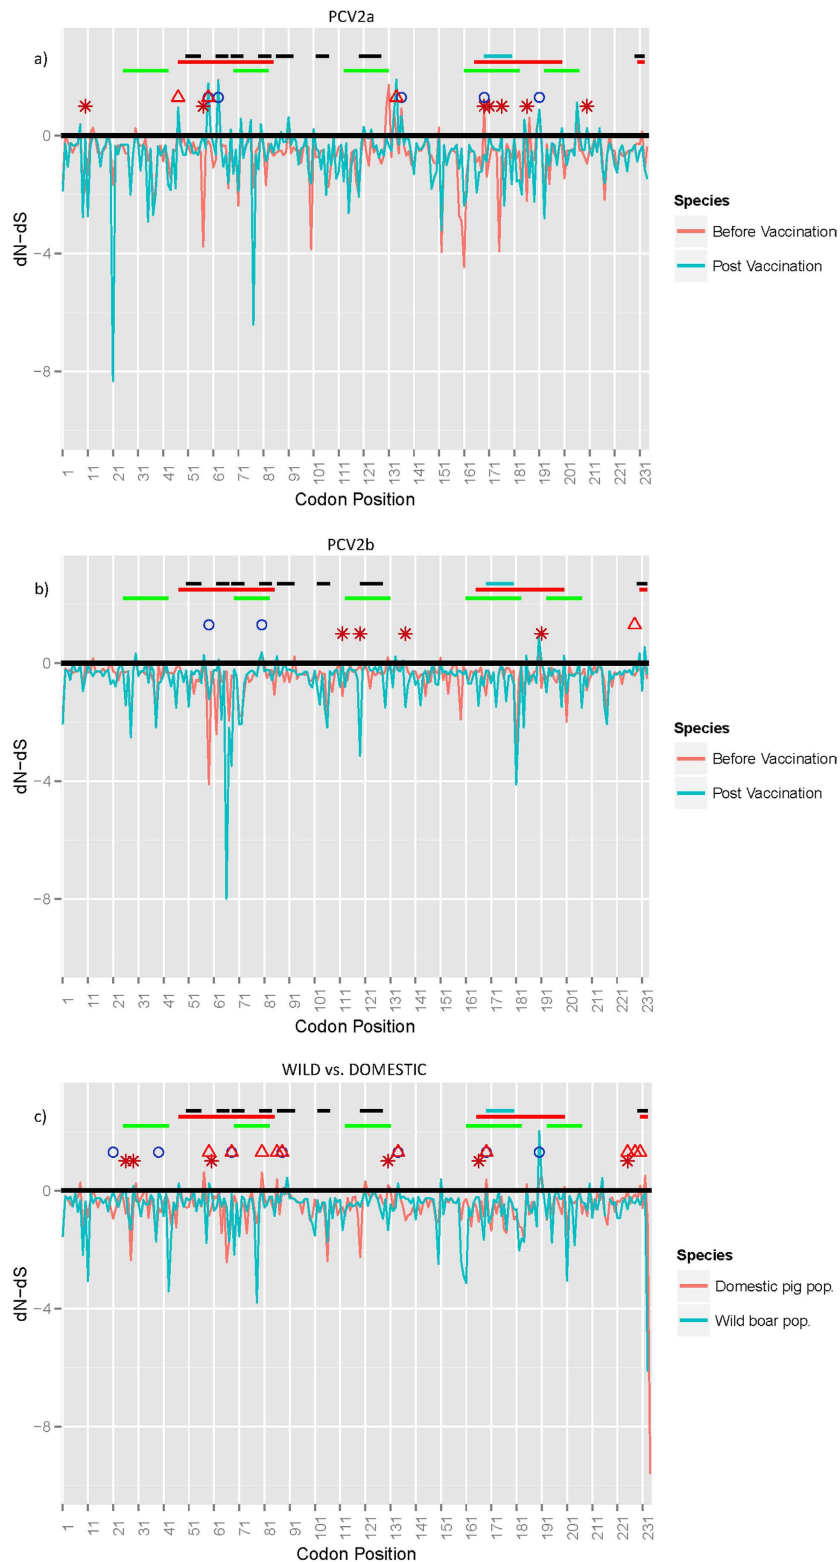 PCV2a
a)
0
−4
−8
dN−dS
1 11 21 31 41 51 61 71 81 91 101 111 121 131 141 151 161 171 181 191 201 211 221 231
Codon Position
Species
Before Vaccination
Post Vaccination
PCV2b
b)
0
−4
−8
dN−dS
1 11 21 31 41 51 61 71 81 91 101 111 121 131 141 151 161 171 181 191 201 211 221 231
Codon Position
Species
Before Vaccination
Post Vaccination
WILD vs. DOMESTIC
c)
0
−4
−8
dN−dS
1 11 21 31 41 51 61 71 81 91 101 111 121 131 141 151 161 171 181 191 201 211 221 231
Codon Position
Species
Domestic pig pop.
Wild boar pop.